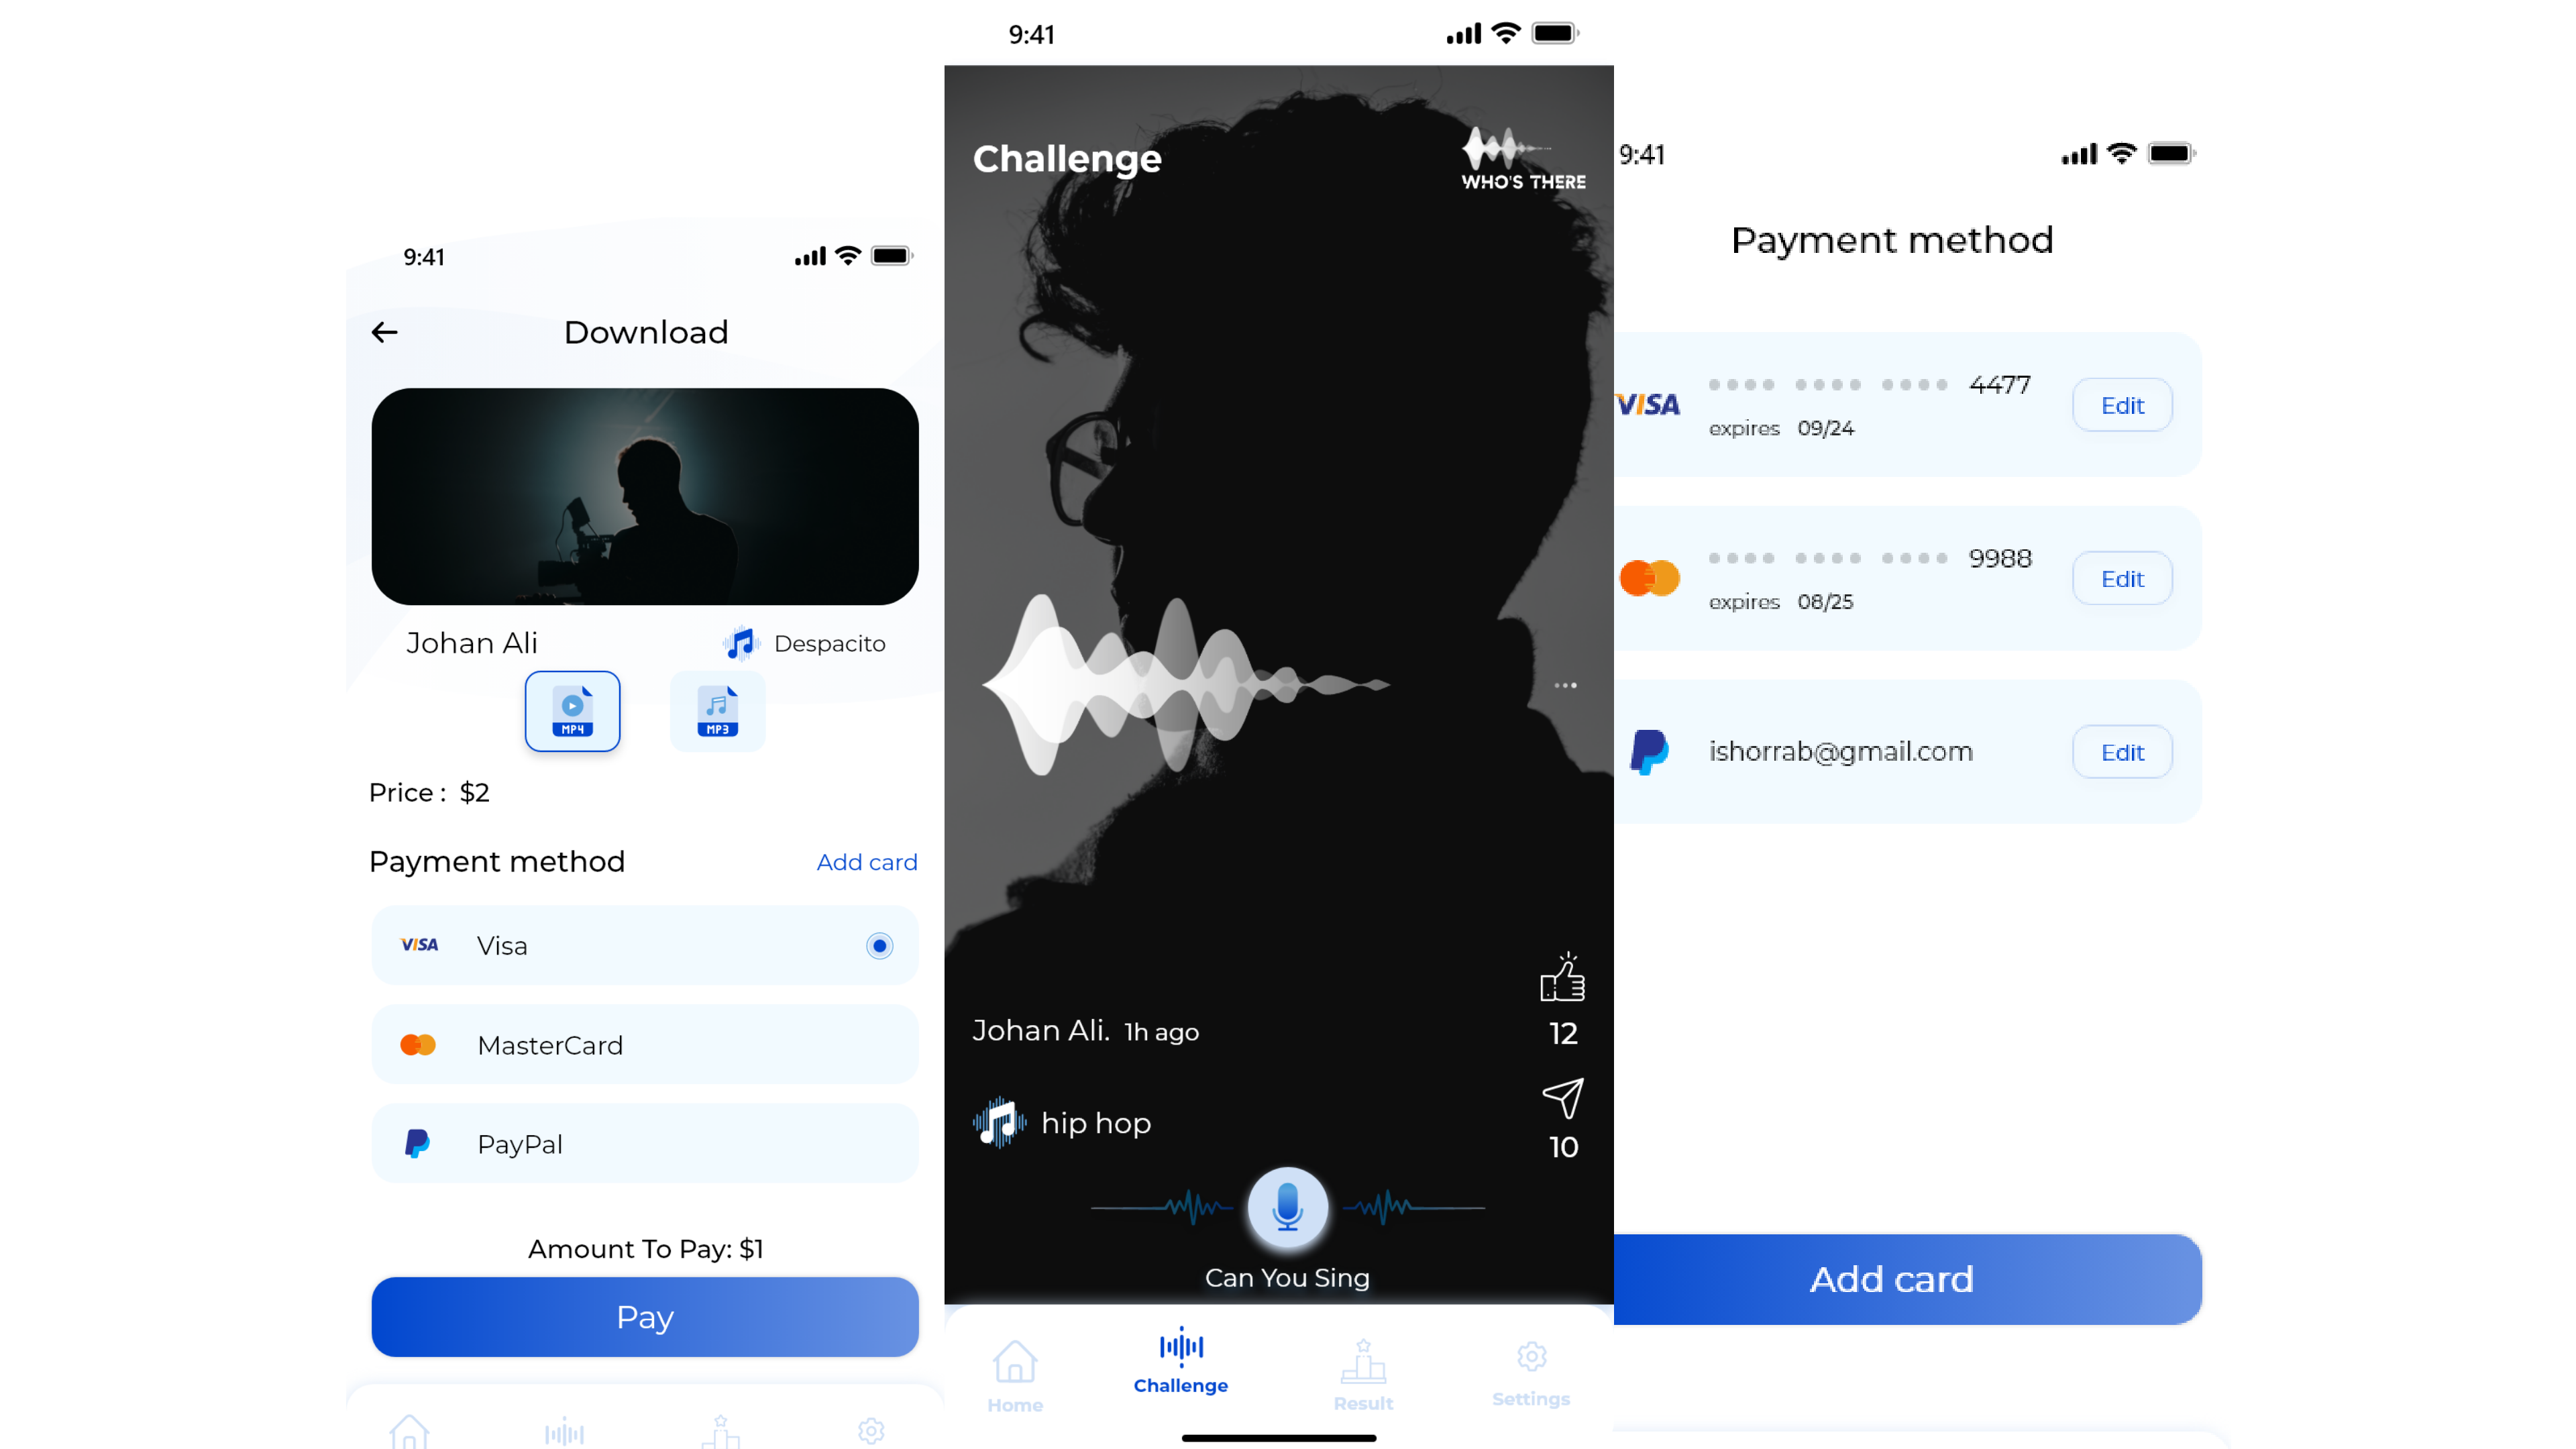 9:41
Download
Johan Ali
Despacito
MP4
MP3
Price : $2
Payment method
Add card
VISA
Visa
MasterCard
PayPal
Amount To Pay: $1
Pay
9:41
Challenge
WHO'S THERE
Johan Ali. 1h ago
12
hip hop
10
Can You Sing
Home
Challenge
Result
Settings
9:41
Payment method
VISA
4477
expires 09/24
Edit
9988
expires 08/25
Edit
ishorrab@gmail.com
Edit
Add card